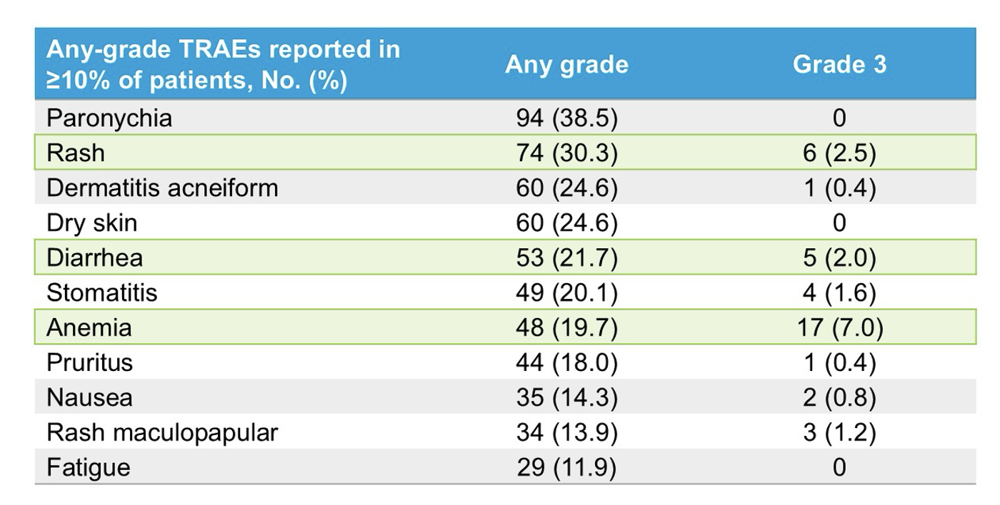 Any-grade TRAEs reported in
≥10% of patients, No. (%) Any grade Grade 3
Paronychia 94 (38.5) 0
Rash 74 (30.3) 6 (2.5)
Dermatitis acneiform 60 (24.6) 1 (0.4)
Dry skin 60 (24.6) 0
Diarrhea 53 (21.7) 5 (2.0)
Stomatitis 49 (20.1) 4 (1.6)
Anemia 48 (19.7) 17 (7.0)
Pruritus 44 (18.0) 1 (0.4)
Nausea 35 (14.3) 2 (0.8)
Rash maculopapular 34 (13.9) 3 (1.2)
Fatigue 29 (11.9) 0